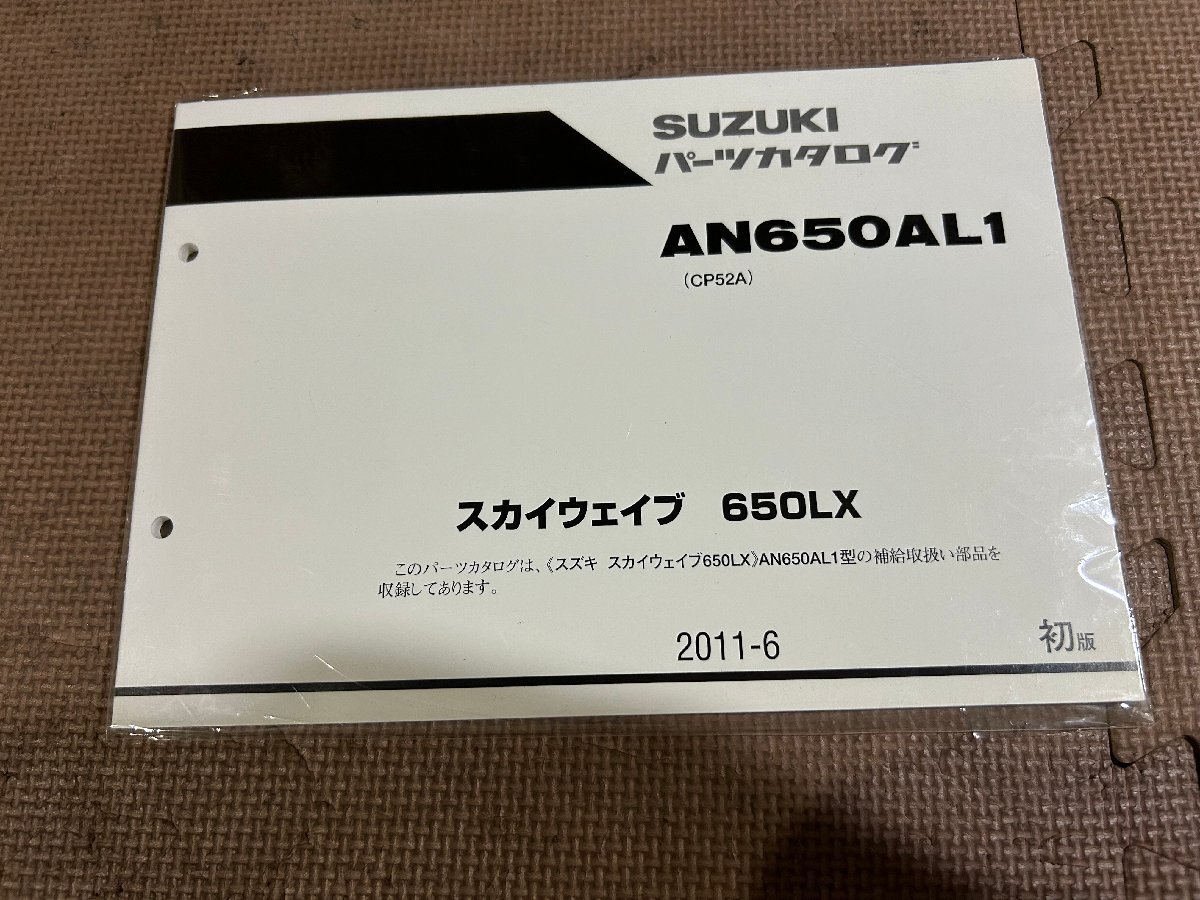 SUZUKI
パーツカタログ
AN650AL1
(CP52A)
スカイウェイブ 650LX
このパーツカタログは、《スズキ スカイウェイブ650LX》AN650AL1型の補給取扱い部品を
収録してあります。
2011-6
初版